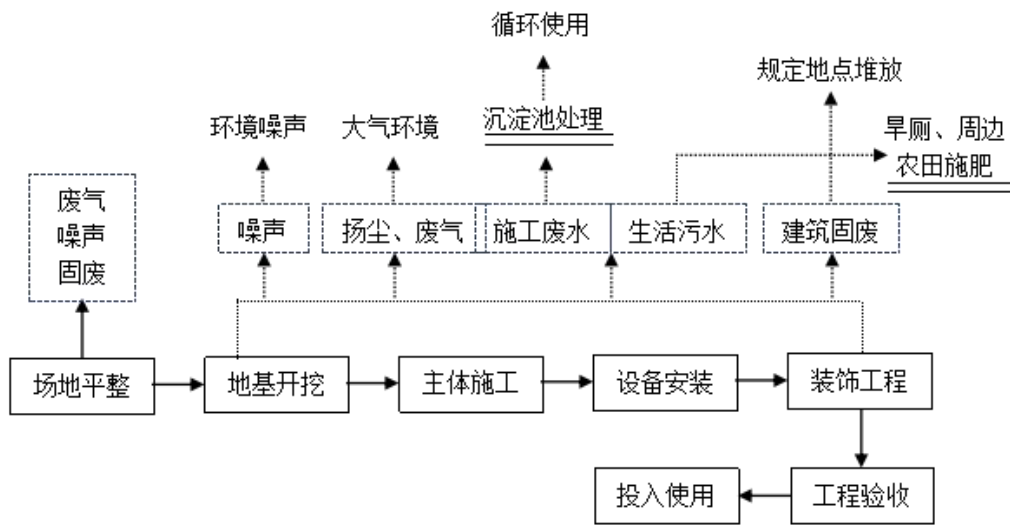 循环使用
规定地点堆放
环境噪声
大气环境
沉淀池处理
旱厕、周边
农田施肥
废气
噪声
固废
噪声
扬尘、废气
施工废水
生活污水
建筑固废
场地平整
地基开挖
主体施工
设备安装
装饰工程
投入使用
工程验收